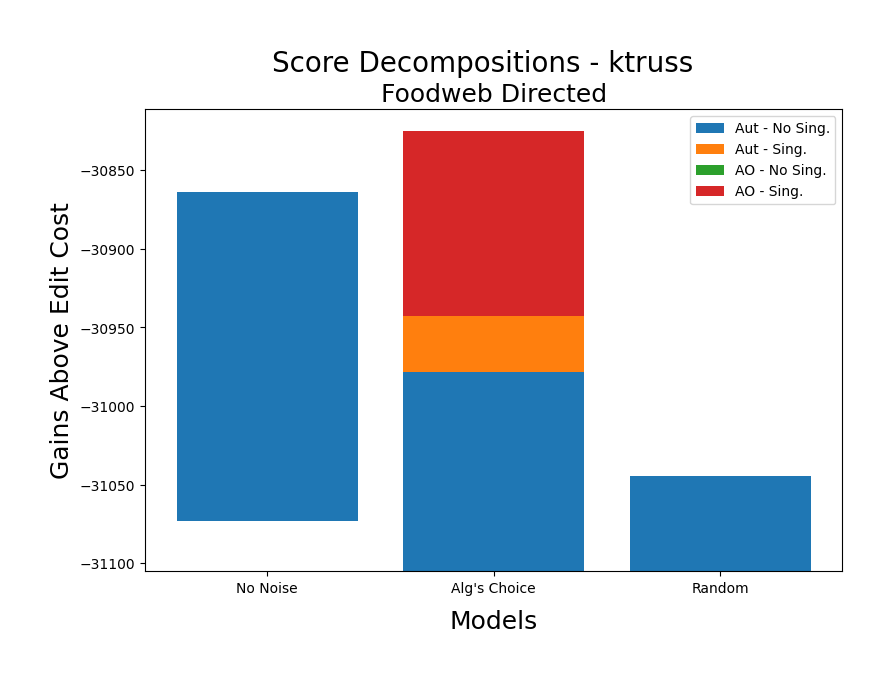 Score Decompositions - ktruss
Foodweb Directed
Aut - No Sing.
Aut - Sing.
AO - No Sing.
AO - Sing.
Gains Above Edit Cost
−30850
−30900
−30950
−31000
−31050
−31100
No Noise
Alg's Choice
Random
Models